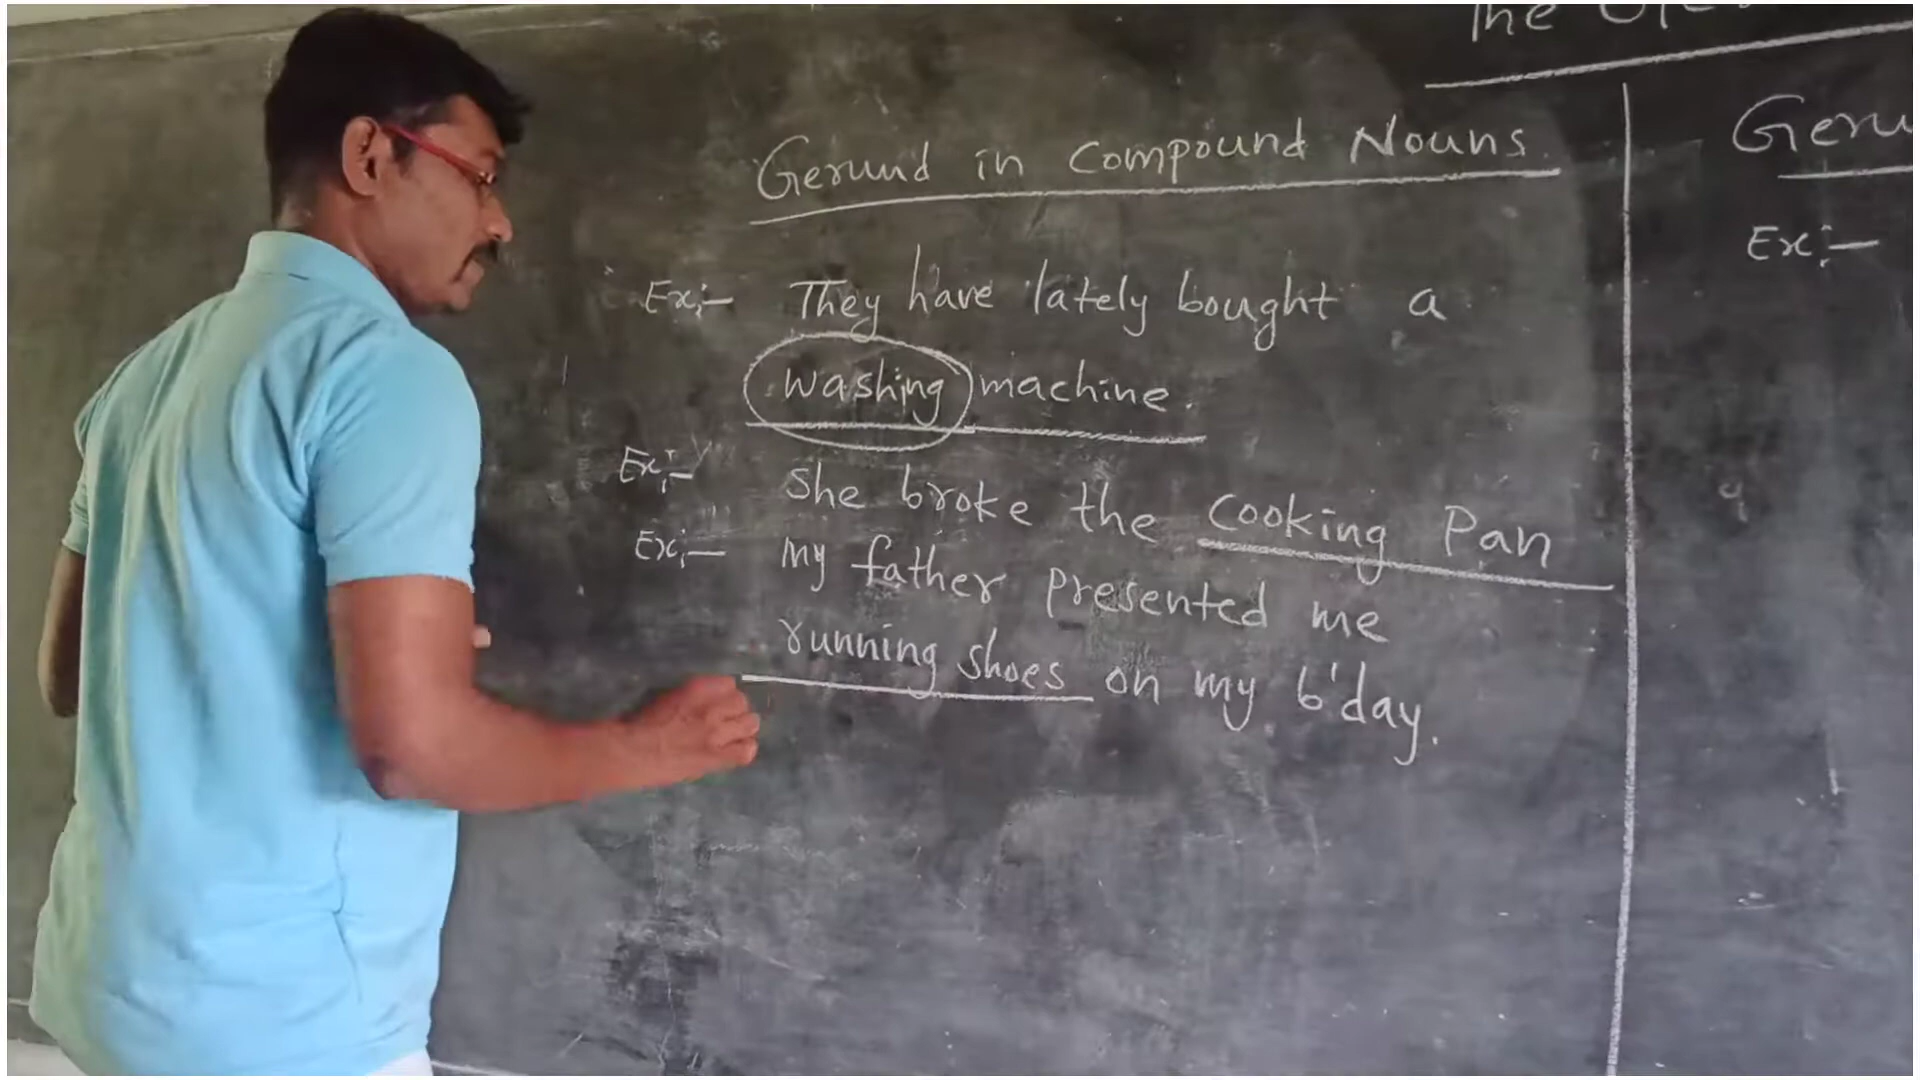 The
Gerund in Compound Nouns.
Ex:- They have lately bought a
washing machine.
Ex:- She broke the cooking Pan
Ex:- my father presented me
running shoes on my b'day.
Ex:-